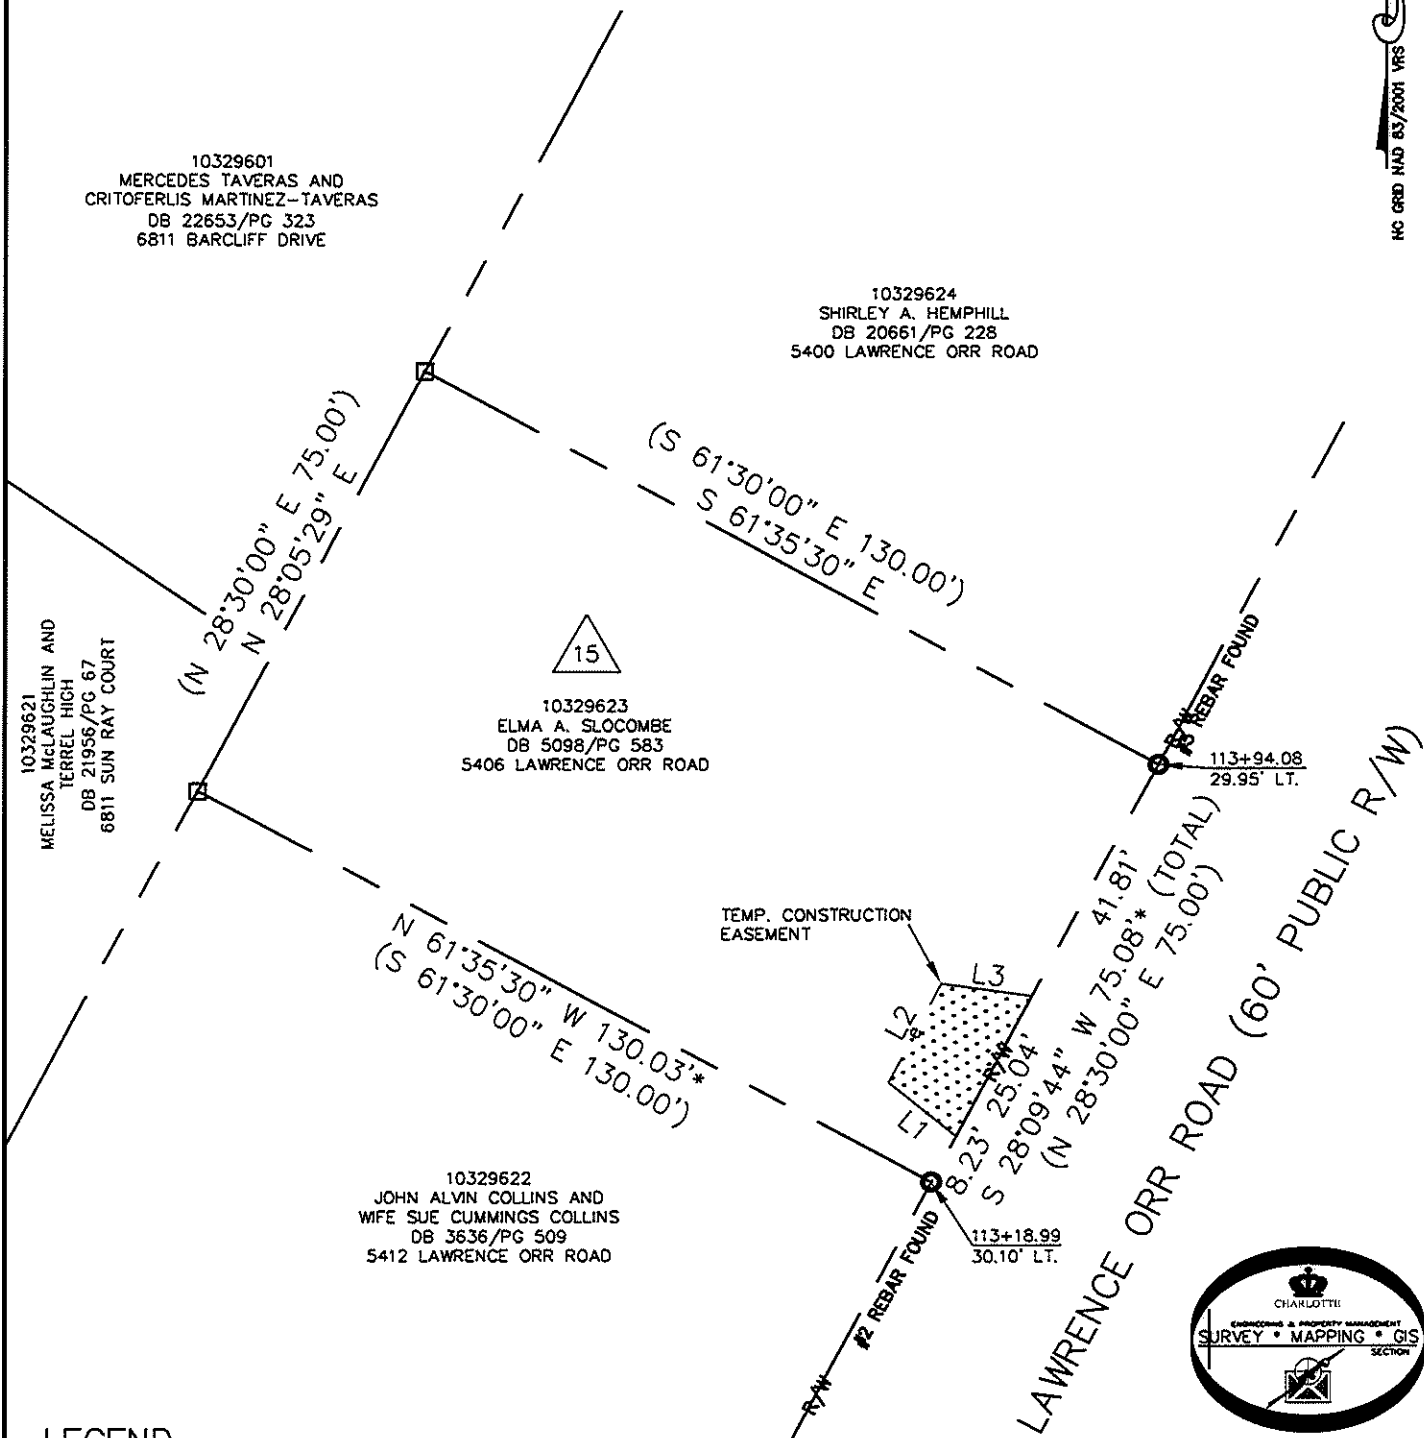 NC GRID NAD 83/2001 VRS
10329601
MERCEDES TAVERAS AND
CRITOFERLIS MARTINEZ-TAVERAS
DB 22653/PG 323
6811 BARCLIFF DRIVE
10329624
SHIRLEY A. HEMPHILL
DB 20661/PG 228
5400 LAWRENCE ORR ROAD
(N 28°30'00" E 75.00')
N 28°05'29" E
(S 61°30'00" E 130.00')
S 61°35'30" E
10329621
MELISSA McLAUGHLIN AND
TERREL HIGH
DB 21956/PG 67
6811 SUN RAY COURT
15
10329623
ELMA A. SLOCOMBE
DB 5098/PG 583
5406 LAWRENCE ORR ROAD
R/W
#3 REBAR FOUND
113+94.08
29.95' LT.
TEMP. CONSTRUCTION
EASEMENT
L3
L2
L1
R/W
8.23' 25.04' 41.81'
S 28°09'44" W 75.08'* (TOTAL)
(N 28°30'00" E 75.00')
N 61°35'30" W 130.03'*
(S 61°30'00" E 130.00')
LAWRENCE ORR ROAD (60' PUBLIC R/W)
10329622
JOHN ALVIN COLLINS AND
WIFE SUE CUMMINGS COLLINS
DB 3636/PG 509
5412 LAWRENCE ORR ROAD
113+18.99
30.10' LT.
#2 REBAR FOUND
R/W
CHARLOTTE
ENGINEERING & PROPERTY MANAGEMENT
SURVEY * MAPPING * GIS
SECTION
LEGEND